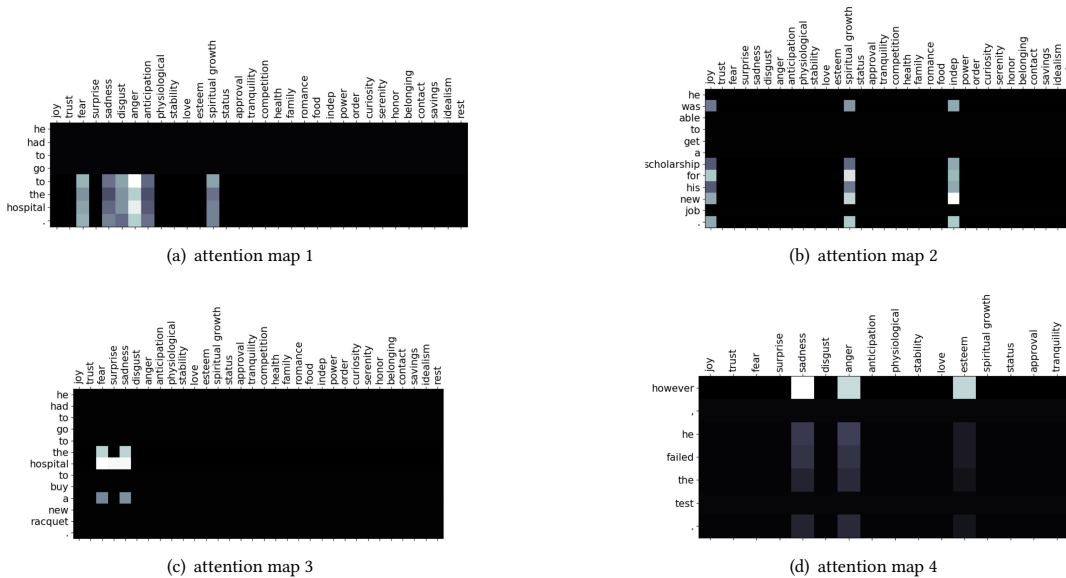 joy
trust
fear
surprise
sadness
disgust
anger
anticipation
physiological
stability
love
esteem
spiritual growth
status
approval
tranquility
competition
health
family
romance
food
indep
power
order
curiosity
serenity
honor
belonging
contact
savings
idealism
rest
he
had
to
go
to
the
hospital
.
(a) attention map 1
joy
trust
fear
surprise
sadness
disgust
anger
anticipation
physiological
stability
love
esteem
spiritual growth
status
approval
tranquility
competition
health
family
romance
food
indep
power
order
curiosity
serenity
honor
belonging
contact
savings
idealism
he
was
able
to
get
a
scholarship
for
his
new
job
.
(b) attention map 2
joy
trust
fear
surprise
sadness
disgust
anger
anticipation
physiological
stability
love
esteem
spiritual growth
status
approval
tranquility
competition
health
family
romance
food
indep
power
order
curiosity
serenity
honor
belonging
contact
savings
idealism
rest
he
had
to
go
to
the
hospital
to
buy
a
new
racquet
.
(c) attention map 3
joy
trust
fear
surprise
sadness
disgust
anger
anticipation
physiological
stability
love
esteem
spiritual growth
status
approval
tranquility
however
,
he
failed
the
test
.
(d) attention map 4